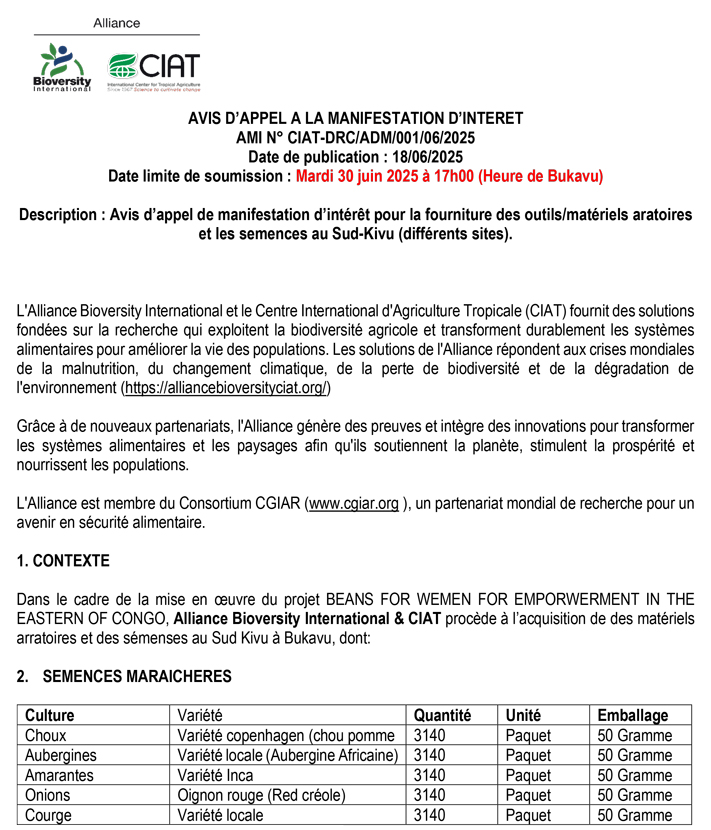 Alliance
Bioversity
International
CIAT
International Center for Tropical Agriculture
Since 1967 Science to cultivate change
AVIS D’APPEL A LA MANIFESTATION D’INTERET
AMI N° CIAT-DRC/ADM/001/06/2025
Date de publication : 18/06/2025
Date limite de soumission : Mardi 30 juin 2025 à 17h00 (Heure de Bukavu)
Description : Avis d’appel de manifestation d’intérêt pour la fourniture des outils/matériels aratoires
et les semences au Sud-Kivu (différents sites).
L'Alliance Bioversity International et le Centre International d'Agriculture Tropicale (CIAT) fournit des solutions
fondées sur la recherche qui exploitent la biodiversité agricole et transforment durablement les systèmes
alimentaires pour améliorer la vie des populations. Les solutions de l'Alliance répondent aux crises mondiales
de la malnutrition, du changement climatique, de la perte de biodiversité et de la dégradation de
l'environnement (https://alliancebioversityciat.org/)
Grâce à de nouveaux partenariats, l'Alliance génère des preuves et intègre des innovations pour transformer
les systèmes alimentaires et les paysages afin qu'ils soutiennent la planète, stimulent la prospérité et
nourrissent les populations.
L'Alliance est membre du Consortium CGIAR (www.cgiar.org ), un partenariat mondial de recherche pour un
avenir en sécurité alimentaire.
1. CONTEXTE
Dans le cadre de la mise en œuvre du projet BEANS FOR WEMEN FOR EMPORWERMENT IN THE
EASTERN OF CONGO, Alliance Bioversity International & CIAT procède à l’acquisition de des matériels
arratoires et des sémenses au Sud Kivu à Bukavu, dont:
2. SEMENCES MARAICHERES
Culture Variété Quantité Unité Emballage
Choux Variété copenhagen (chou pomme 3140 Paquet 50 Gramme
Aubergines Variété locale (Aubergine Africaine) 3140 Paquet 50 Gramme
Amarantes Variété Inca 3140 Paquet 50 Gramme
Onions Oignon rouge (Red créole) 3140 Paquet 50 Gramme
Courge Variété locale 3140 Paquet 50 Gramme